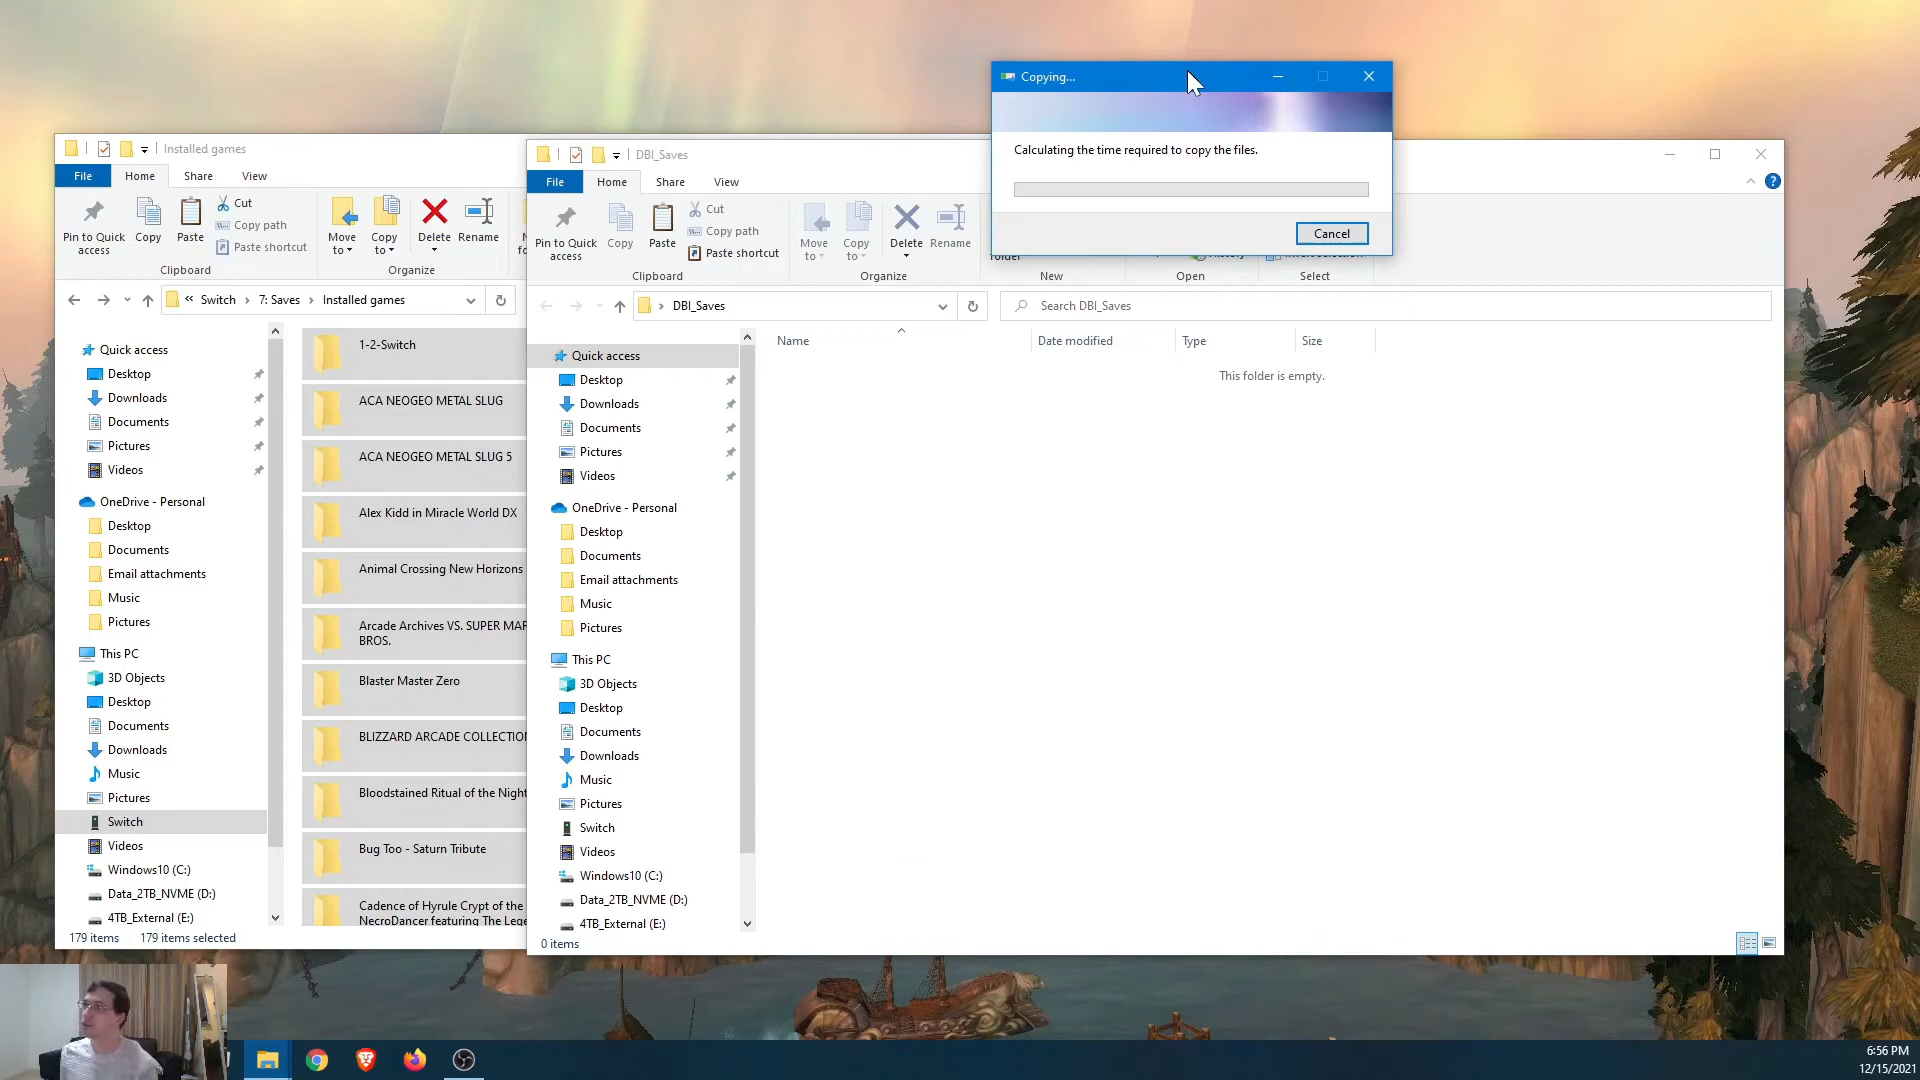 Copying...
Calculating the time required to copy the files.
Cancel
Installed games
File Home Share View
Pin to Quick access
Copy
Paste
Cut
Copy path
Paste shortcut
Move to
Copy to
Delete
Rename
Clipboard
Organize
« Switch > 7: Saves > Installed games
Quick access
Desktop
Downloads
Documents
Pictures
Videos
OneDrive - Personal
Desktop
Documents
Email attachments
Music
Pictures
This PC
3D Objects
Desktop
Documents
Downloads
Music
Pictures
Switch
Videos
Windows10 (C:)
Data_2TB_NVME (D:)
4TB_External (E:)
1-2-Switch
ACA NEOGEO METAL SLUG
ACA NEOGEO METAL SLUG 5
Alex Kidd in Miracle World DX
Animal Crossing New Horizons
Arcade Archives VS. SUPER MAR
BROS.
Blaster Master Zero
BLIZZARD ARCADE COLLECTION
Bloodstained Ritual of the Night
Bug Too - Saturn Tribute
Cadence of Hyrule Crypt of the
NecroDancer featuring The Lege
179 items 179 items selected
DBI_Saves
File Home Share View
Pin to Quick access
Copy
Paste
Cut
Copy path
Paste shortcut
Move to
Copy to
Delete
Rename
Clipboard
Organize
New
Open
Select
> DBI_Saves
Search DBI_Saves
Name Date modified Type Size
This folder is empty.
Quick access
Desktop
Downloads
Documents
Pictures
Videos
OneDrive - Personal
Desktop
Documents
Email attachments
Music
Pictures
This PC
3D Objects
Desktop
Documents
Downloads
Music
Pictures
Switch
Videos
Windows10 (C:)
Data_2TB_NVME (D:)
4TB_External (E:)
0 items
6:56 PM
12/15/2021